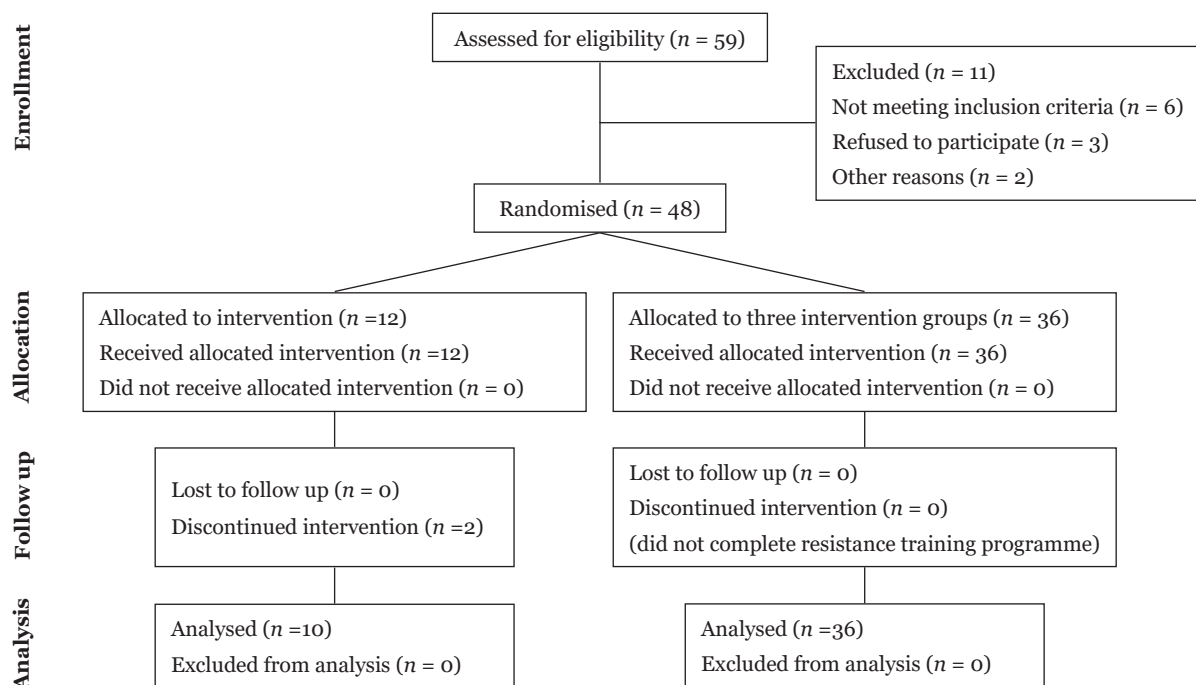 Enrollment
Assessed for eligibility (n = 59)
Excluded (n = 11)
Not meeting inclusion criteria (n = 6)
Refused to participate (n = 3)
Other reasons (n = 2)
Randomised (n = 48)
Allocation
Allocated to intervention (n =12)
Received allocated intervention (n =12)
Did not receive allocated intervention (n = 0)
Allocated to three intervention groups (n = 36)
Received allocated intervention (n = 36)
Did not receive allocated intervention (n = 0)
Follow up
Lost to follow up (n = 0)
Discontinued intervention (n =2)
Lost to follow up (n = 0)
Discontinued intervention (n = 0)
(did not complete resistance training programme)
Analysis
Analysed (n =10)
Excluded from analysis (n = 0)
Analysed (n =36)
Excluded from analysis (n = 0)